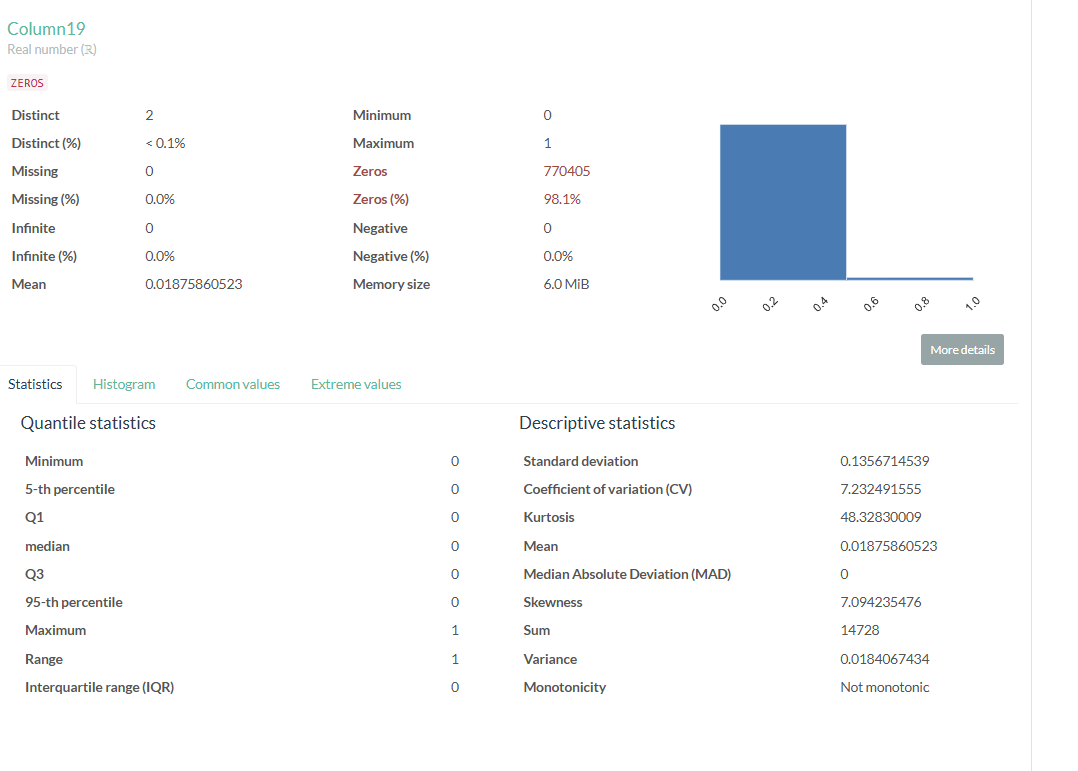 Column19
Real number (ℝ)
ZEROS
Distinct 2 Minimum 0
Distinct (%) < 0.1% Maximum 1
Missing 0 Zeros 770405
Missing (%) 0.0% Zeros (%) 98.1%
Infinite 0 Negative 0
Infinite (%) 0.0% Negative (%) 0.0%
Mean 0.01875860523 Memory size 6.0 MiB
0.0 0.2 0.4 0.6 0.8 1.0
More details
Statistics Histogram Common values Extreme values
Quantile statistics Descriptive statistics
Minimum 0 Standard deviation 0.1356714539
5-th percentile 0 Coefficient of variation (CV) 7.232491555
Q1 0 Kurtosis 48.32830009
median 0 Mean 0.01875860523
Q3 0 Median Absolute Deviation (MAD) 0
95-th percentile 0 Skewness 7.094235476
Maximum 1 Sum 14728
Range 1 Variance 0.0184067434
Interquartile range (IQR) 0 Monotonicity Not monotonic